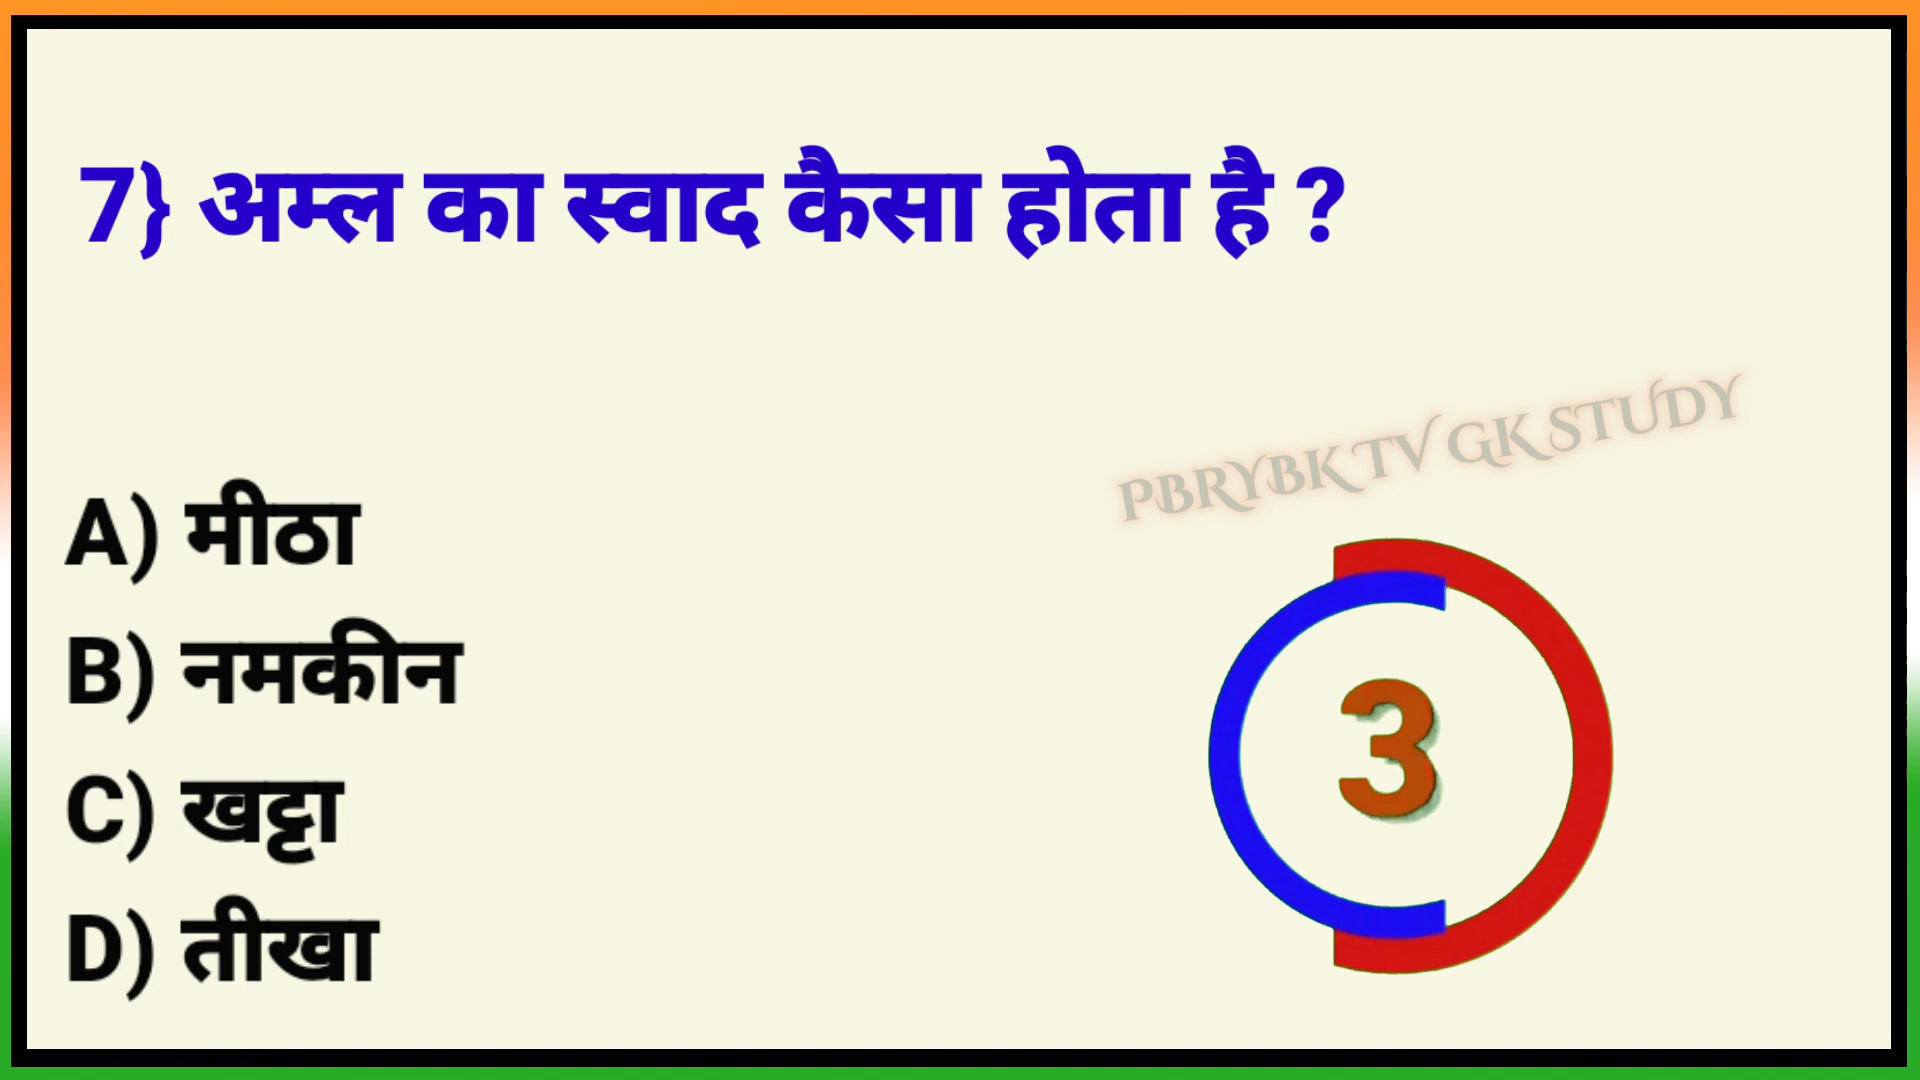 7} अम्ल का स्वाद कैसा होता है ?
PBRYBK TV GK STUDY
A) मीठा
B) नमकीन
3
C) खट्टा
D) तीखा